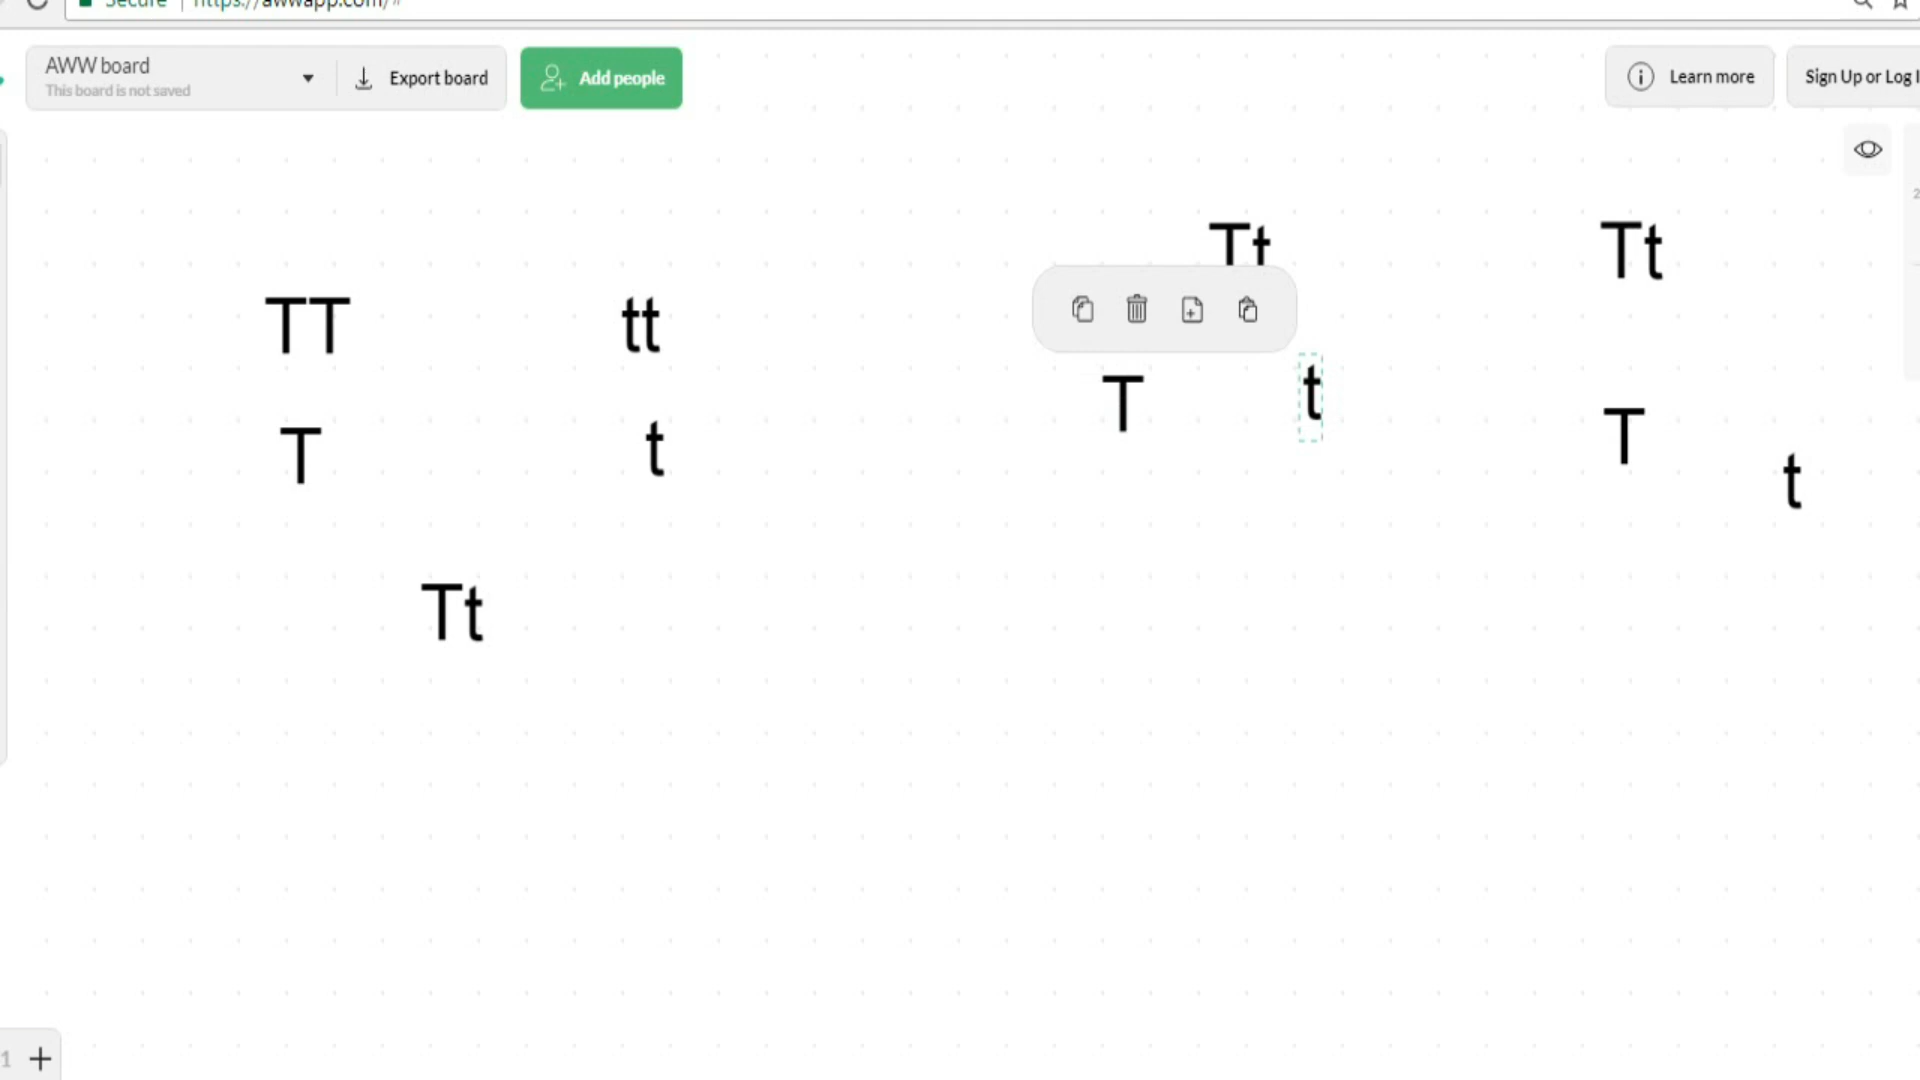 Secure | https://awwapp.com/#
AWW board
This board is not saved
Export board
Add people
Learn more
Sign Up or Log I
2
Tt
Tt
TT
tt
T
t
T
t
T
t
Tt
1 +